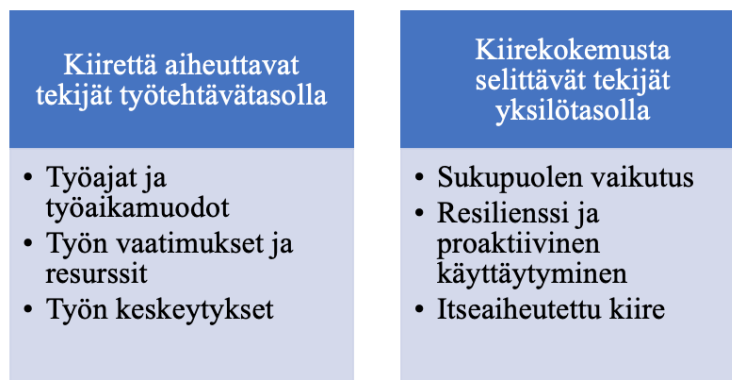 Kiirettä aiheuttavat
tekijät työtehtävätasolla
• Työajat ja
työaikamuodot
• Työn vaatimukset ja
resurssit
• Työn keskeytykset
Kiirekokemusta
selittävät tekijät
yksilötasolla
• Sukupuolen vaikutus
• Resilienssi ja
proaktiivinen
käyttäytyminen
• Itseaiheutettu kiire